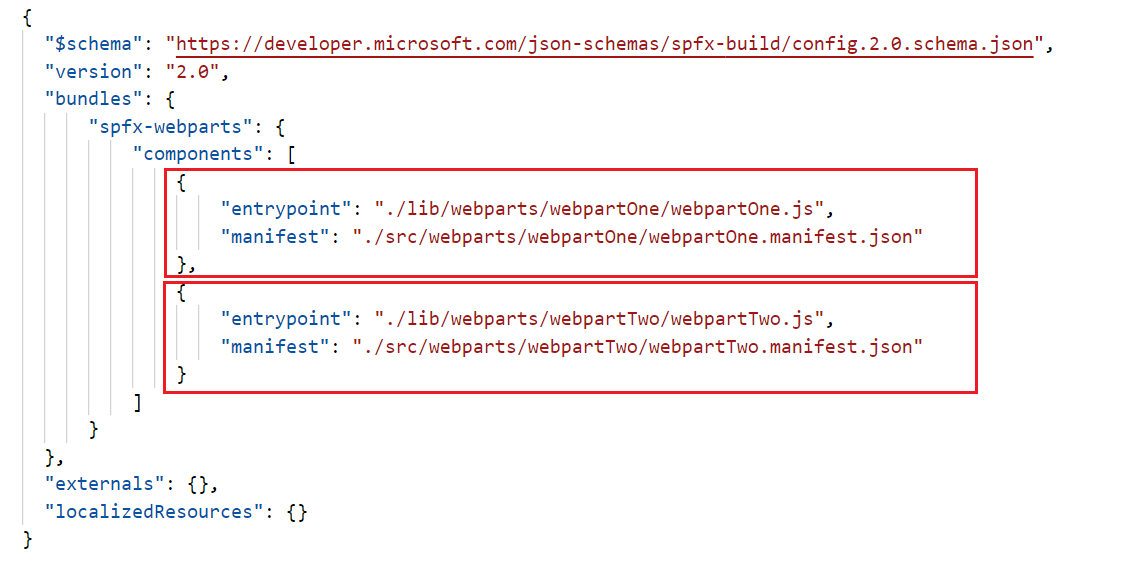 {
"$schema": "https://developer.microsoft.com/json-schemas/spfx-build/config.2.0.schema.json",
"version": "2.0",
"bundles": {
"spfx-webparts": {
"components": [
{
"entrypoint": "./lib/webparts/webpartOne/webpartOne.js",
"manifest": "./src/webparts/webpartOne/webpartOne.manifest.json"
},
{
"entrypoint": "./lib/webparts/webpartTwo/webpartTwo.js",
"manifest": "./src/webparts/webpartTwo/webpartTwo.manifest.json"
}
]
}
},
"externals": {},
"localizedResources": {}
}